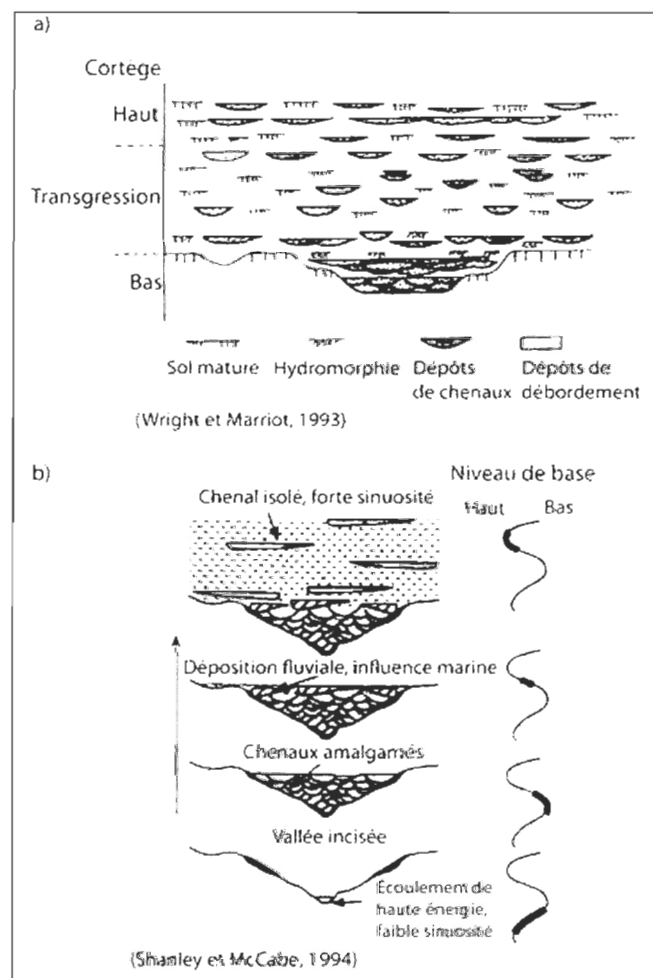 a)
Cortège
Haut
Transgression
Bas
Sol mature Hydromorphie Dépôts de chenaux Dépôts de débordement
(Wright et Marriot, 1993)
b)
Niveau de base
Chenal isolé, forte sinuosité
Haut Bas
Déposition fluviale, influence marine
Chenaux amalgamés
Vallée incisée
Écoulement de
haute énergie,
faible sinuosité
(Shanley et McCabe, 1994)